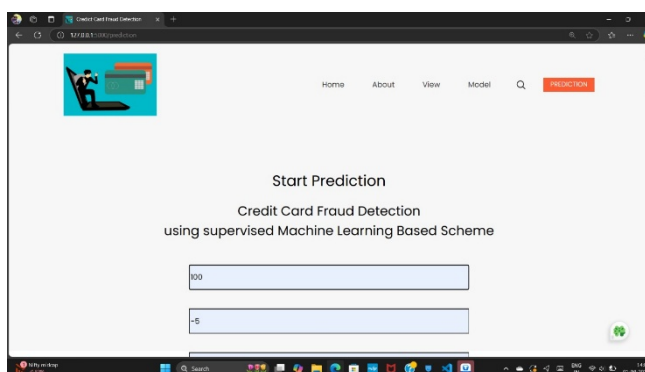 Credit Card Fraud Detection
127.0.0.1:5000/prediction
Home About View Model PREDICTION
Start Prediction
Credit Card Fraud Detection
using supervised Machine Learning Based Scheme
100
-5
Nifty midcap
Search
ENG
IN